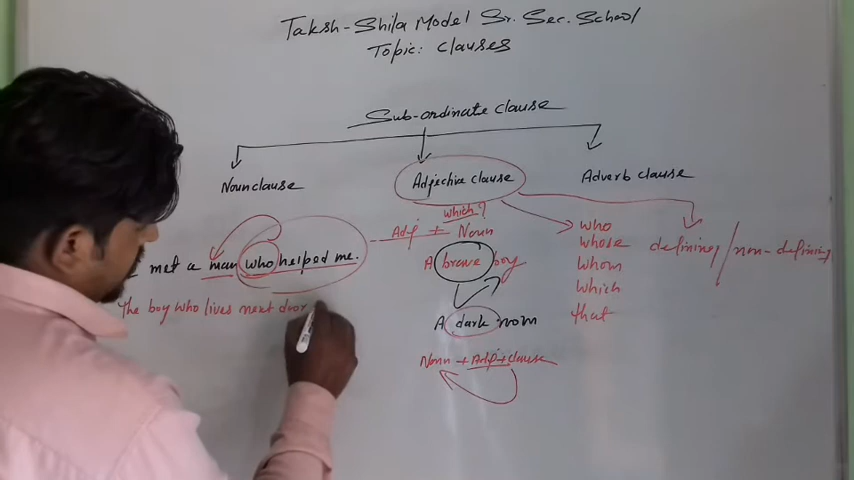 Taksh-Shila Model Sr. Sec. School
Topic: clauses
Sub-ordinate clause
Noun clause
Adjective clause
Adverb clause
which?
Adj + Noun
met a man who helped me.
A brave boy
A dark room
Noun + Adj + clause
who
whose
whom
which
that
defining/non-defining
the boy who lives next door